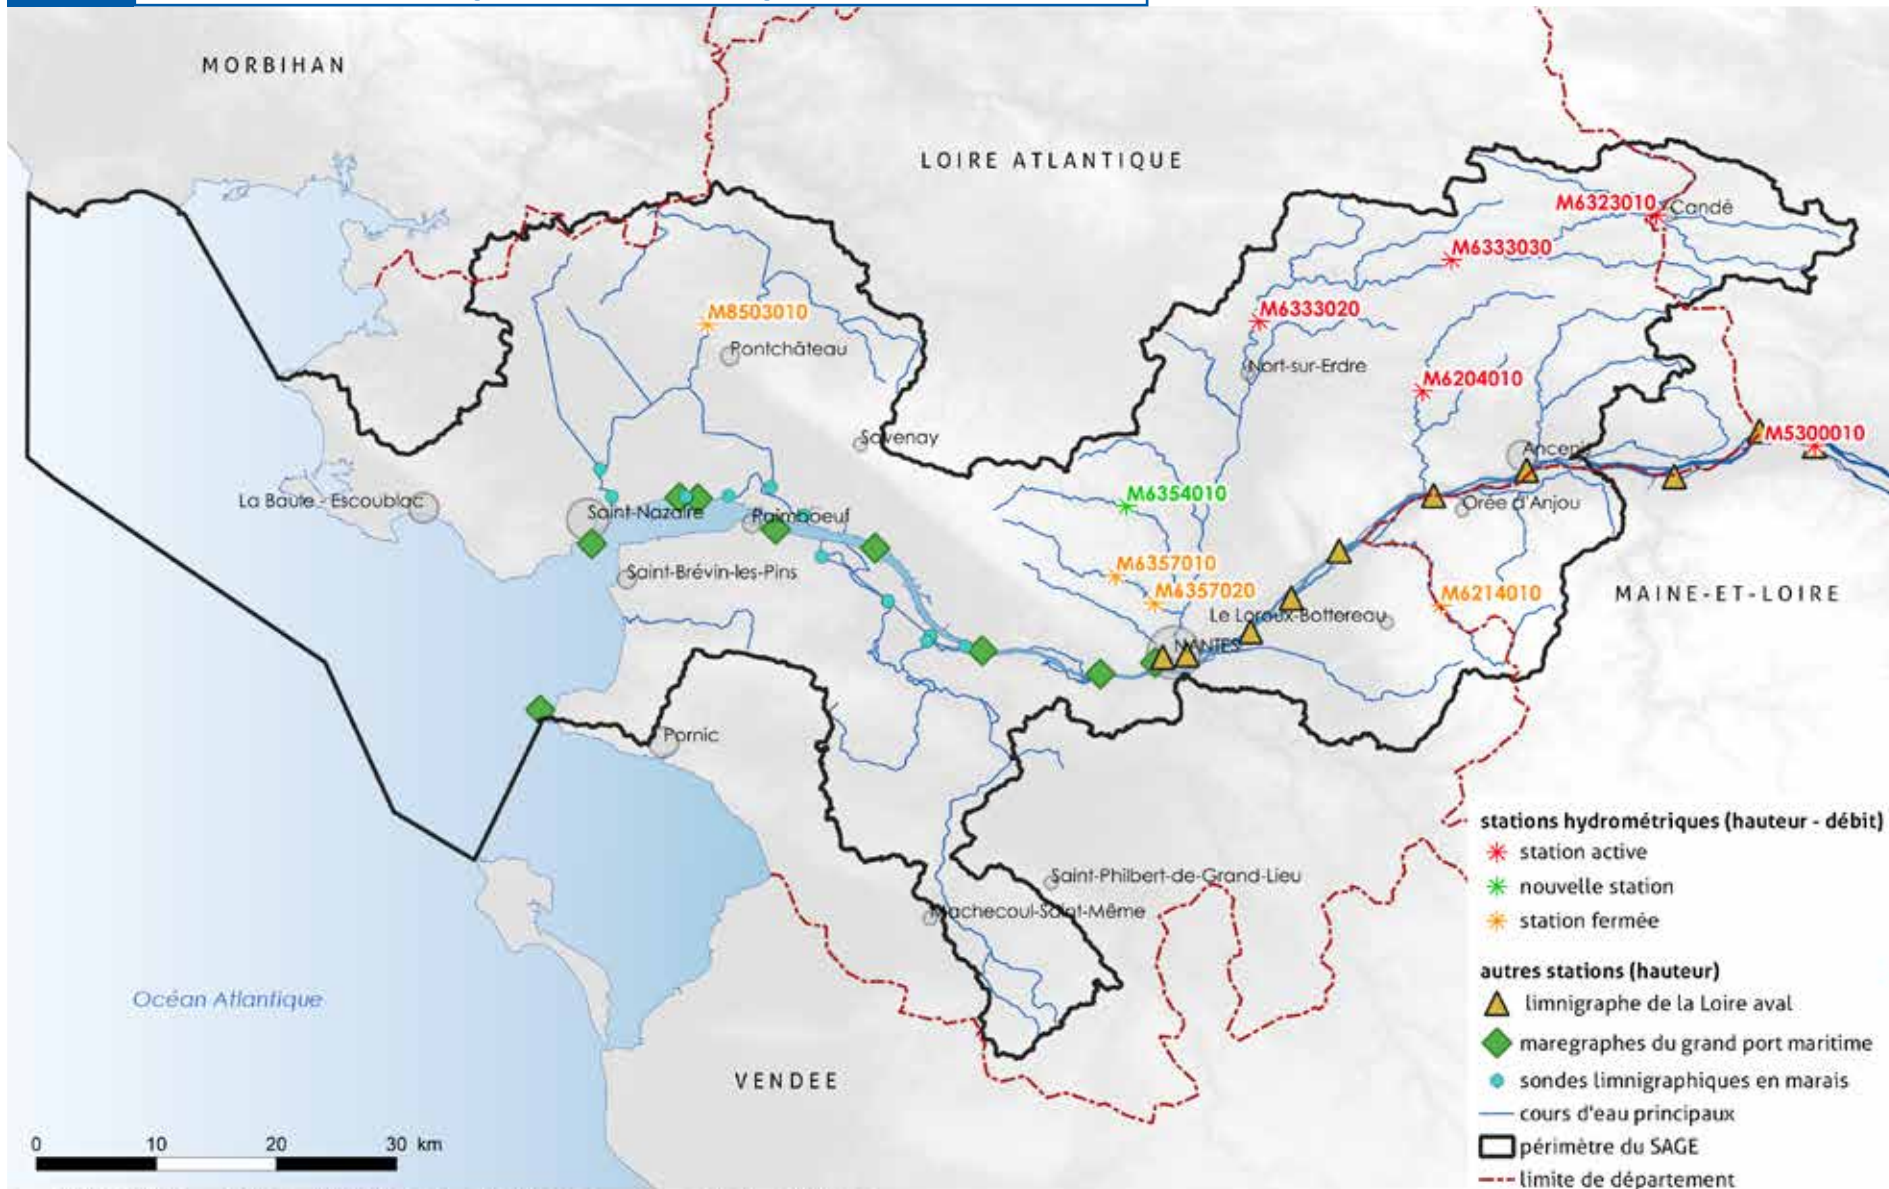 MORBIHAN
LOIRE ATLANTIQUE
M6323010
Candé
M6333030
M8503010
M6333020
Pontchâteau
Nort-sur-Erdre
M6204010
Savenay
M5300010
Ancenis
La Baule - Escoublac
M6354010
Saint-Nazaire
Paimboeuf
Orée d'Anjou
M6357010
Saint-Brévin-les-Pins
M6357020
M6214010
MAINE-ET-LOIRE
Le Loroux-Bottereau
NANTES
Pornic
Saint-Philbert-de-Grand-Lieu
Machecoul-Saint-Même
Océan Atlantique
VENDEE
stations hydrométriques (hauteur - débit)
station active
nouvelle station
station fermée
autres stations (hauteur)
limnigraphe de la Loire aval
maregraphes du grand port maritime
sondes limnigraphiques en marais
cours d'eau principaux
périmètre du SAGE
limite de département
0 10 20 30 km